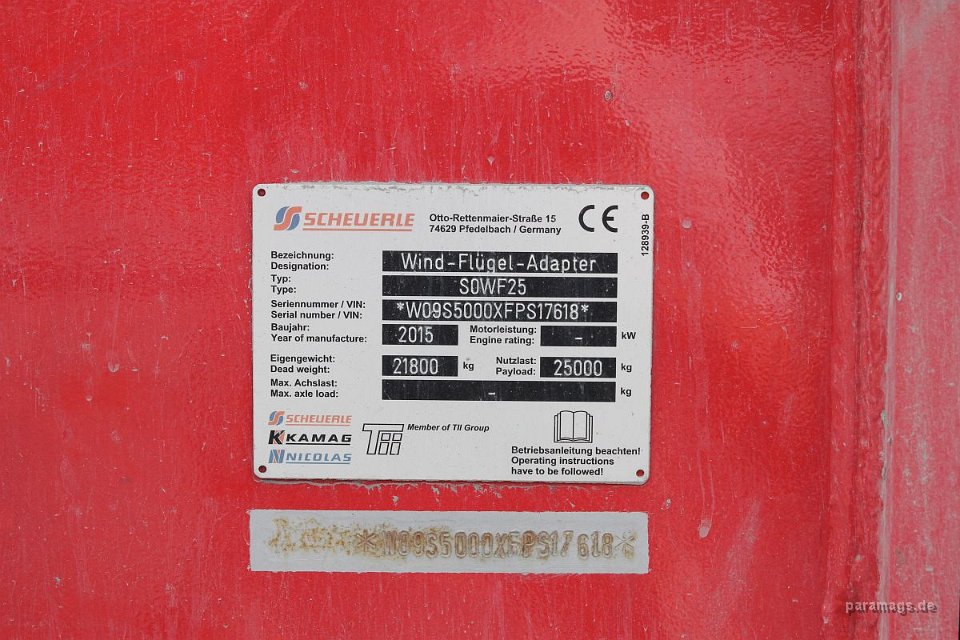 SCHEUERLE
Otto-Rettenmaier-Straße 15
74629 Pfedelbach / Germany
CE
128939-B
Bezeichnung:
Designation:
Wind-Flügel-Adapter
Typ:
Type:
SOWF25
Seriennummer / VIN:
Serial number / VIN:
*W09S5000XFPS17618*
Baujahr:
Year of manufacture:
2015
Motorleistung:
Engine rating:
- kW
Eigengewicht:
Dead weight:
21800 kg
Nutzlast:
Payload:
25000 kg
Max. Achslast:
Max. axle load:
- kg
SCHEUERLE
KAMAG
NICOLAS
TII
Member of TII Group
Betriebsanleitung beachten!
Operating instructions
have to be followed!
*W09S5000XFPS17618*
paramags.de